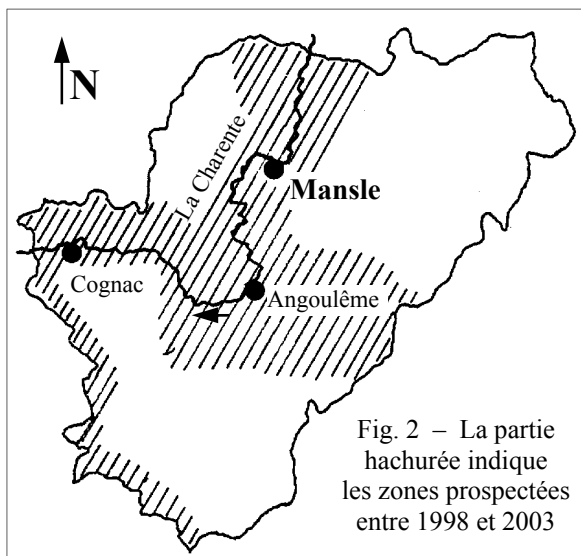 N
La Charente
Mansle
Cognac
Angoulême
Fig. 2 – La partie
hachurée indique
les zones prospectées
entre 1998 et 2003